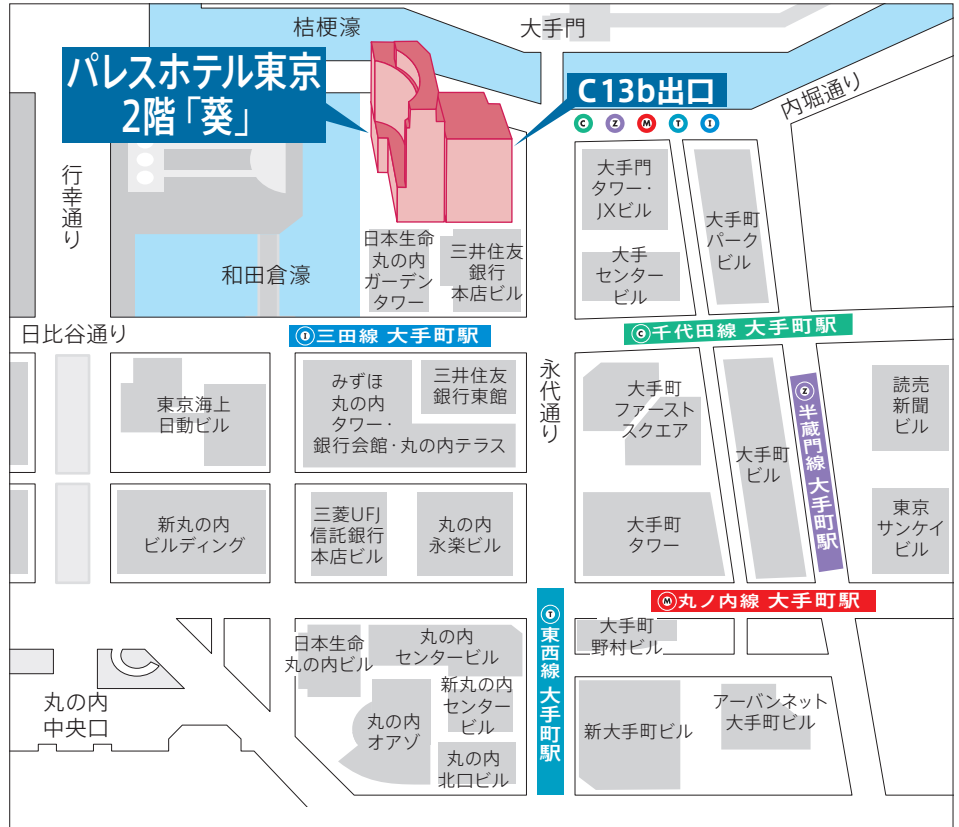 桔梗濠
大手門
パレスホテル東京
2階「葵」
C13b出口
内堀通り
C Z M T I
行幸通り
大手門
タワー・
JXビル
大手町
パーク
ビル
日本生命
丸の内
ガーデン
タワー
三井住友
銀行
本店ビル
大手
センター
ビル
和田倉濠
日比谷通り
I三田線 大手町駅
C千代田線 大手町駅
東京海上
日動ビル
みずほ
丸の内
タワー・
銀行会館・丸の内テラス
三井住友
銀行東館
永代通り
大手町
ファースト
スクエア
大手町
ビル
Z半蔵門線 大手町駅
読売
新聞
ビル
新丸の内
ビルディング
三菱UFJ
信託銀行
本店ビル
丸の内
永楽ビル
大手町
タワー
東京
サンケイ
ビル
M丸ノ内線 大手町駅
T東西線 大手町駅
日本生命
丸の内ビル
丸の内
センタービル
大手町
野村ビル
丸の内
中央口
丸の内
オアゾ
新丸の内
センター
ビル
丸の内
北口ビル
新大手町ビル
アーバンネット
大手町ビル